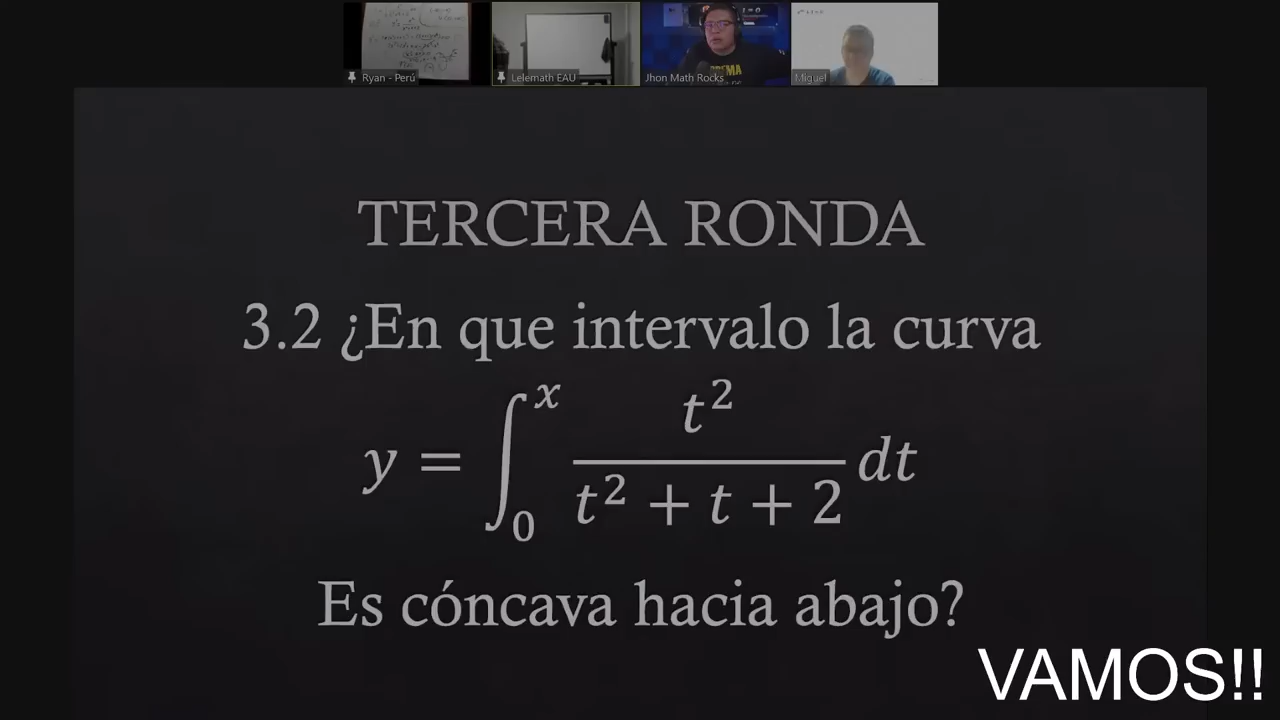 Ryan - Perú
Lelemath EAU
Jhon Math Rocks
Miguel
TERCERA RONDA
3.2 ¿En que intervalo la curva
y = ∫₀ˣ t²/(t² + t + 2) dt
Es cóncava hacia abajo?
VAMOS!!